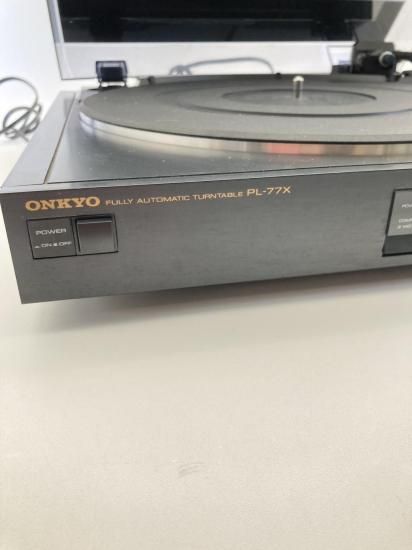 ONKYO FULLY AUTOMATIC TURNTABLE PL-77X
POWER
ON OFF